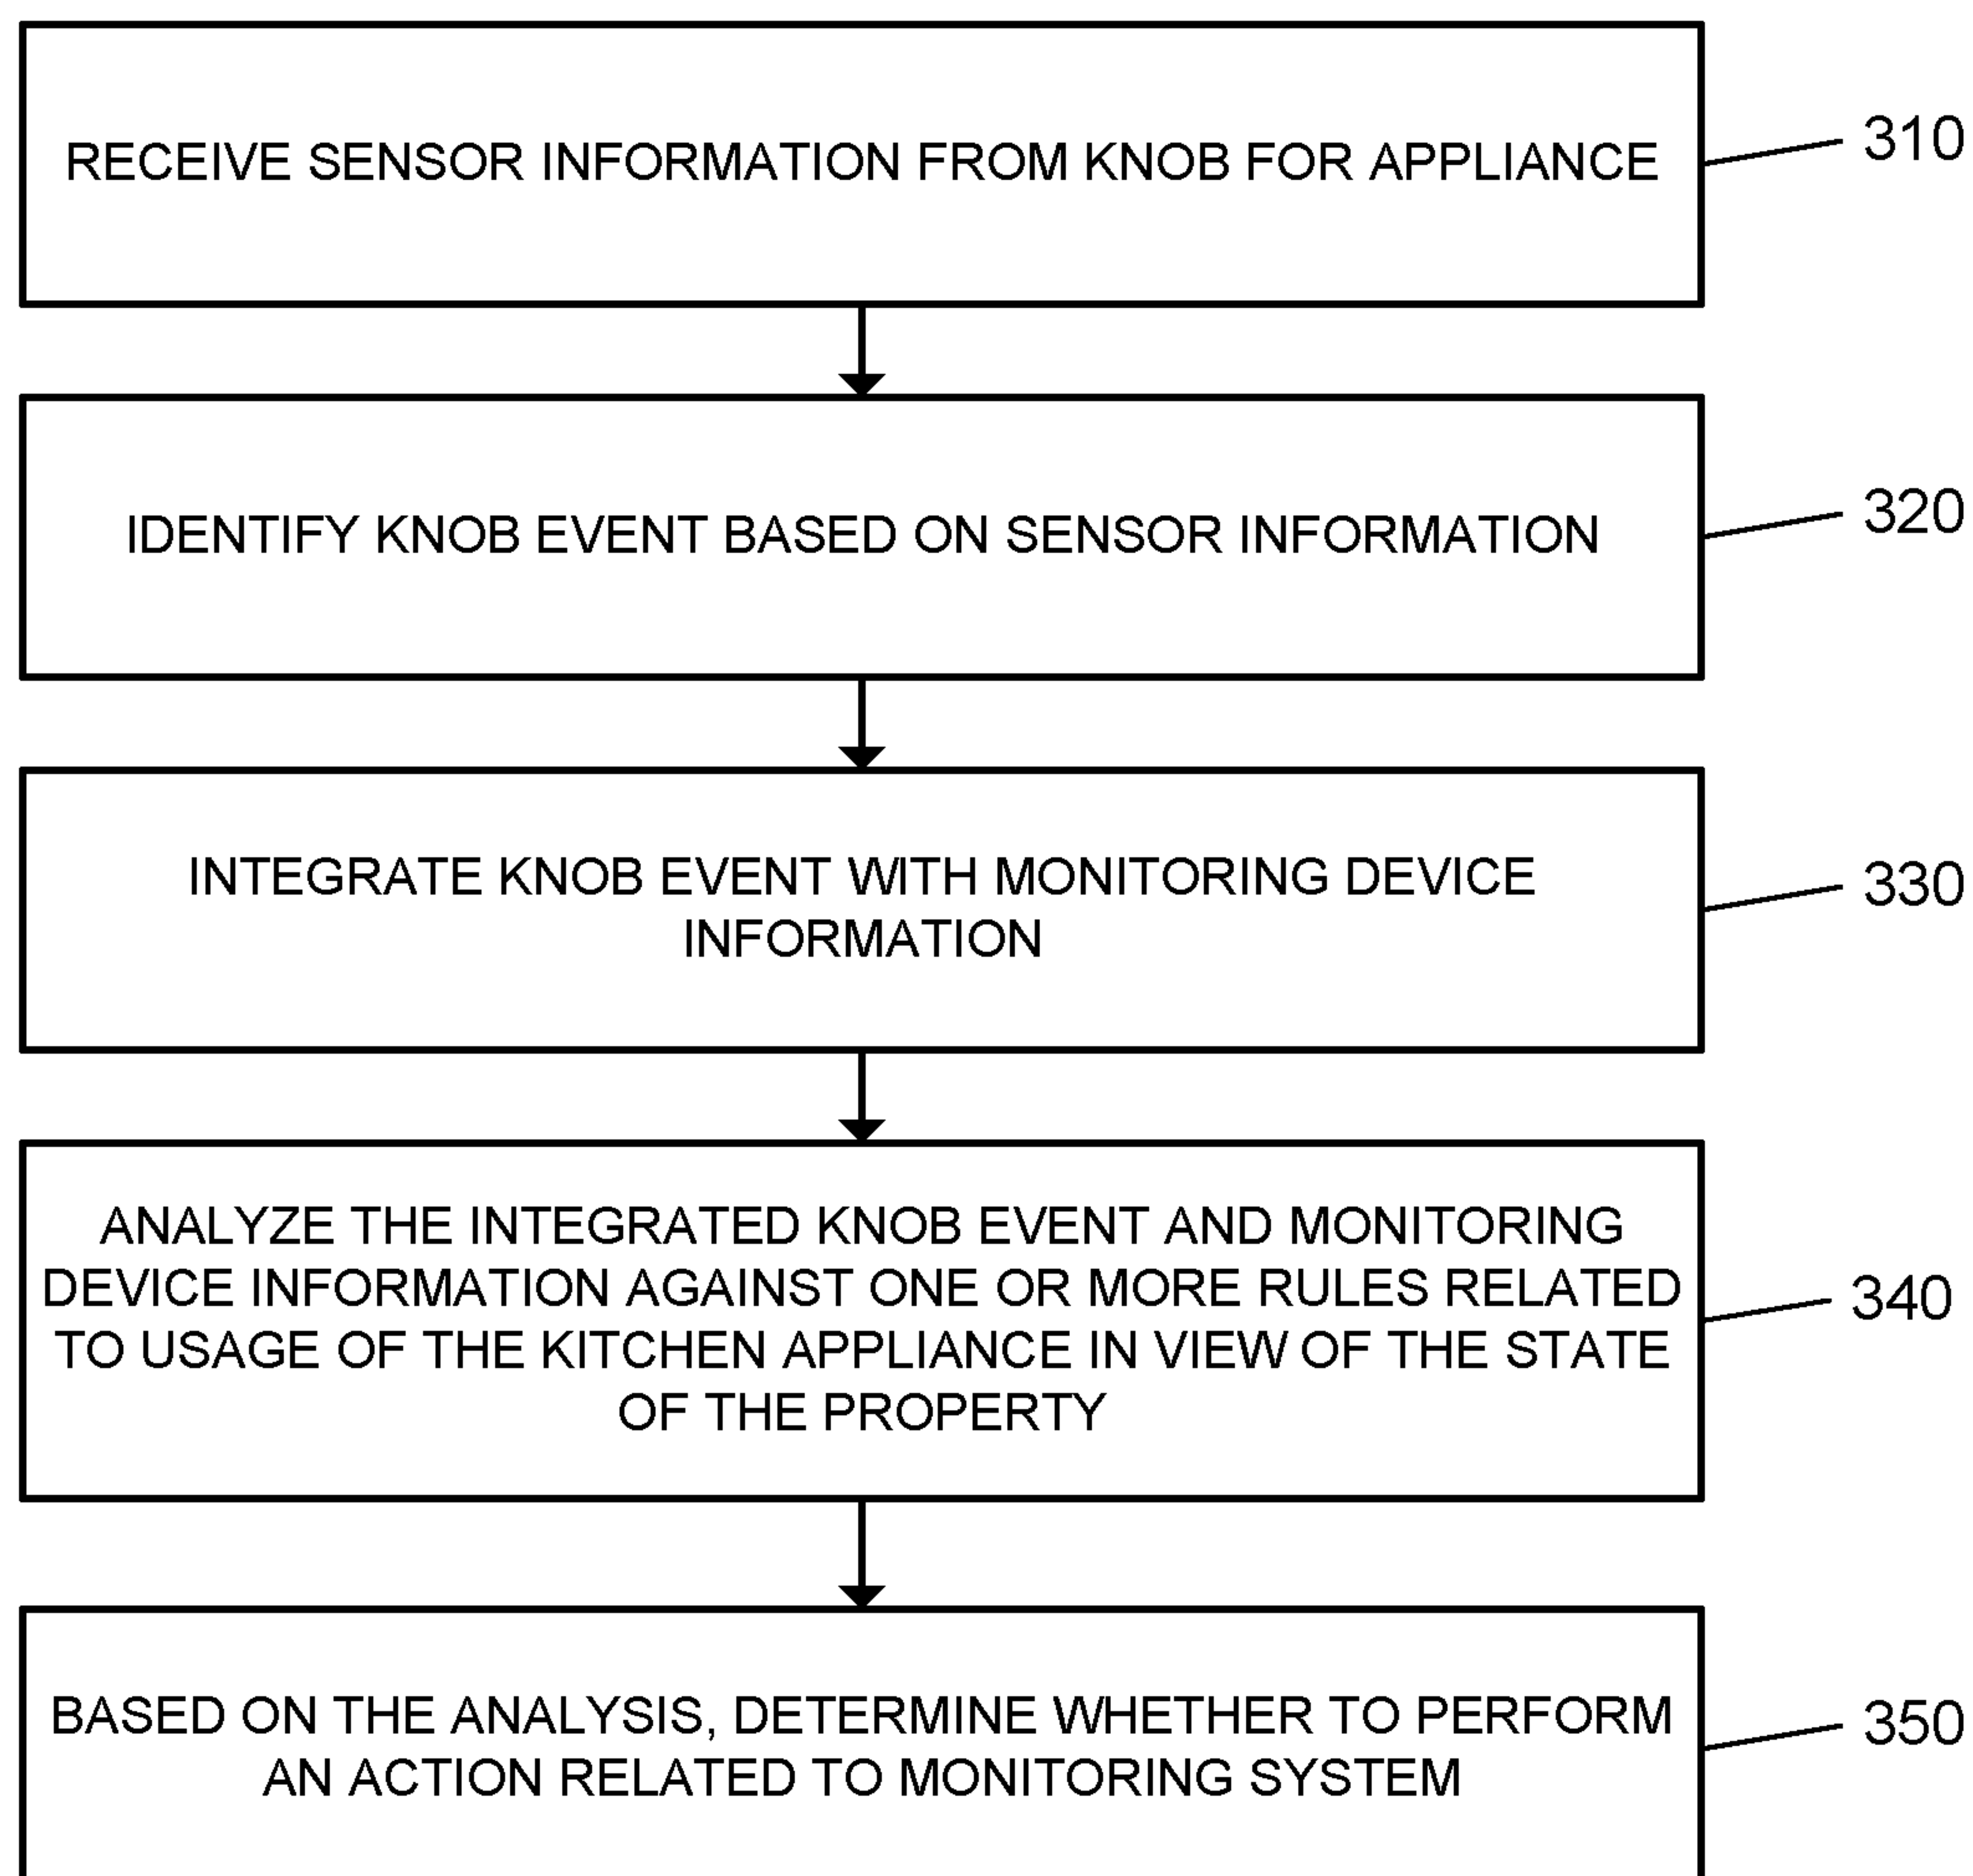 RECEIVE SENSOR INFORMATION FROM KNOB FOR APPLIANCE
310
IDENTIFY KNOB EVENT BASED ON SENSOR INFORMATION
320
INTEGRATE KNOB EVENT WITH MONITORING DEVICE
INFORMATION
330
ANALYZE THE INTEGRATED KNOB EVENT AND MONITORING
DEVICE INFORMATION AGAINST ONE OR MORE RULES RELATED
TO USAGE OF THE KITCHEN APPLIANCE IN VIEW OF THE STATE
OF THE PROPERTY
340
BASED ON THE ANALYSIS, DETERMINE WHETHER TO PERFORM
AN ACTION RELATED TO MONITORING SYSTEM
350